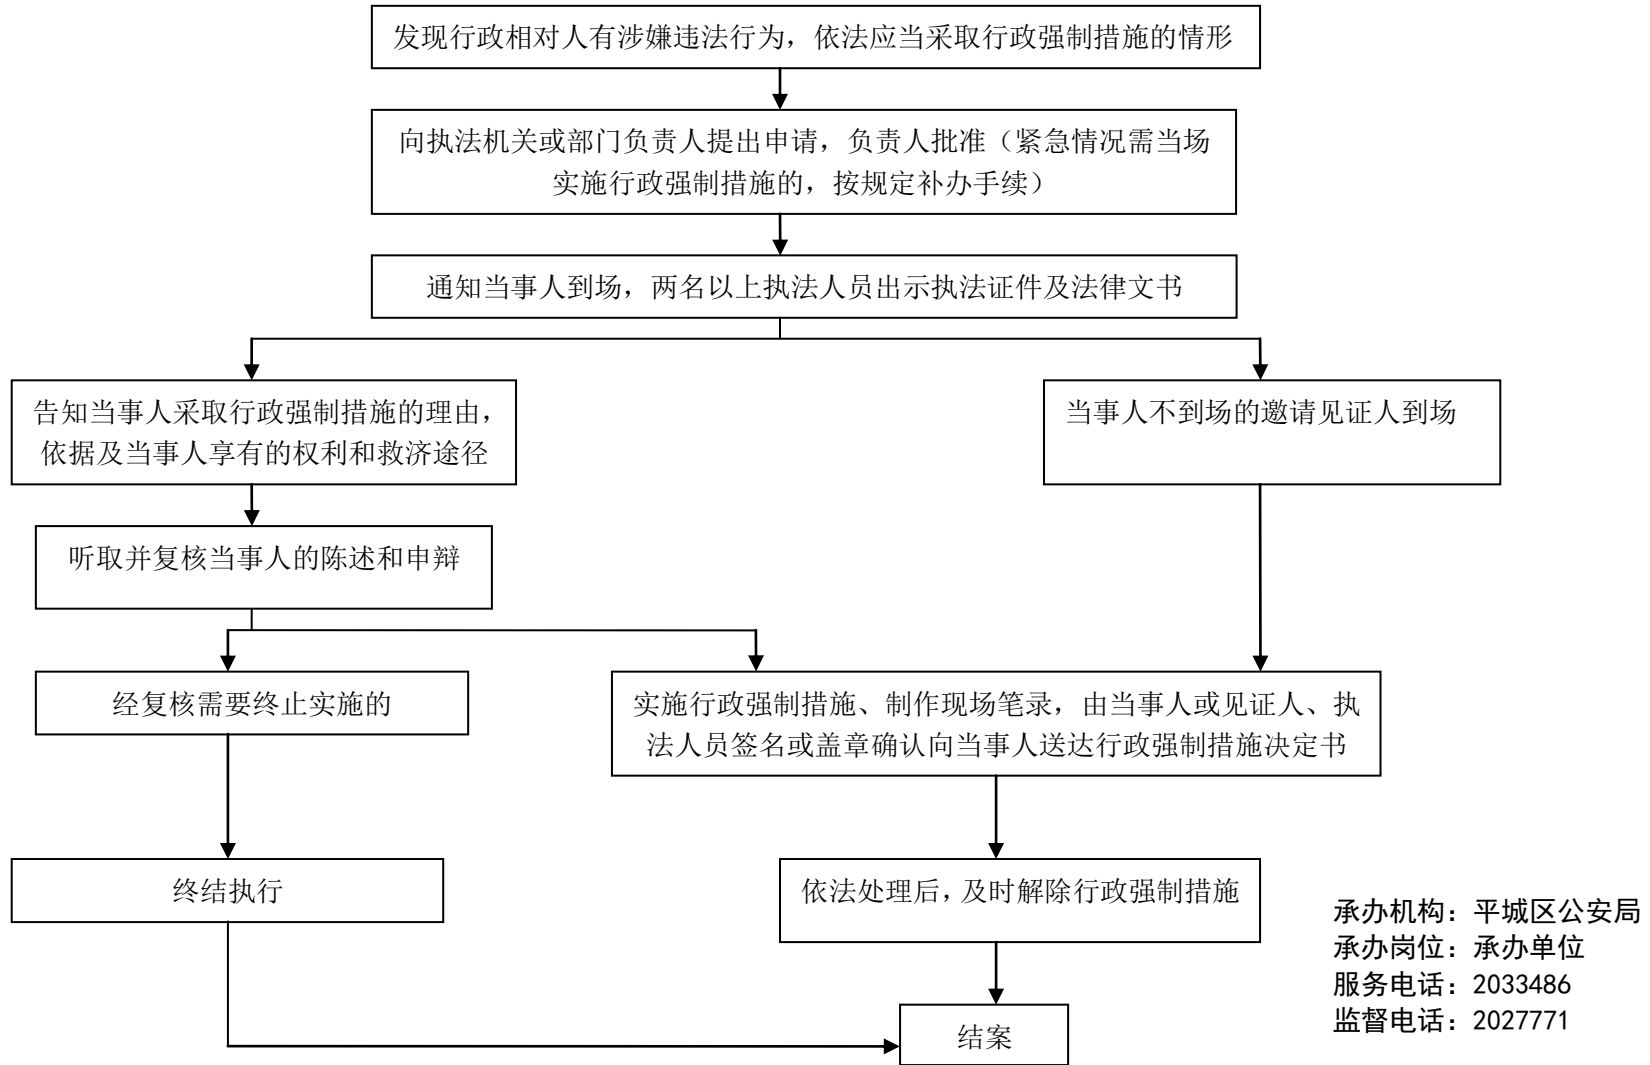 发现行政相对人有涉嫌违法行为，依法应当采取行政强制措施的情形
向执法机关或部门负责人提出申请，负责人批准（紧急情况需当场
实施行政强制措施的，按规定补办手续）
通知当事人到场，两名以上执法人员出示执法证件及法律文书
告知当事人采取行政强制措施的理由，
依据及当事人享有的权利和救济途径
当事人不到场的邀请见证人到场
听取并复核当事人的陈述和申辩
经复核需要终止实施的
实施行政强制措施、制作现场笔录，由当事人或见证人、执
法人员签名或盖章确认向当事人送达行政强制措施决定书
终结执行
依法处理后，及时解除行政强制措施
承办机构：平城区公安局
承办岗位：承办单位
服务电话：2033486
监督电话：2027771
结案